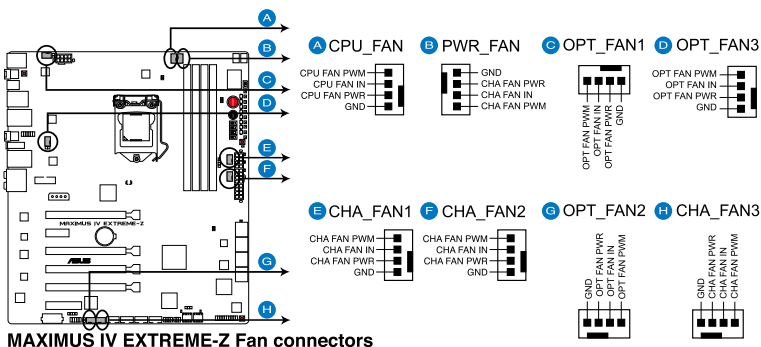 A
B
C
D
E
F
G
H
MAXIMUS IV EXTREME-Z
ASUS
A CPU_FAN
CPU FAN PWM
CPU FAN IN
CPU FAN PWR
GND
B PWR_FAN
GND
CHA FAN PWR
CHA FAN IN
CHA FAN PWM
C OPT_FAN1
OPT FAN PWM
OPT FAN IN
OPT FAN PWR
GND
D OPT_FAN3
OPT FAN PWM
OPT FAN IN
OPT FAN PWR
GND
E CHA_FAN1
CHA FAN PWM
CHA FAN IN
CHA FAN PWR
GND
F CHA_FAN2
CHA FAN PWM
CHA FAN IN
CHA FAN PWR
GND
G OPT_FAN2
GND
OPT FAN PWR
OPT FAN IN
OPT FAN PWM
H CHA_FAN3
GND
CHA FAN PWR
CHA FAN IN
CHA FAN PWM
MAXIMUS IV EXTREME-Z Fan connectors